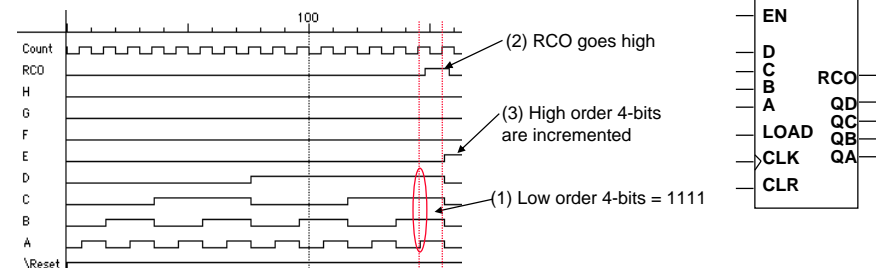 100
Count
RCO
H
G
F
E
D
C
B
A
\Reset
(2) RCO goes high
(3) High order 4-bits
are incremented
(1) Low order 4-bits = 1111
EN
D
C
B
A
LOAD
CLK
CLR
RCO
QD
QC
QB
QA